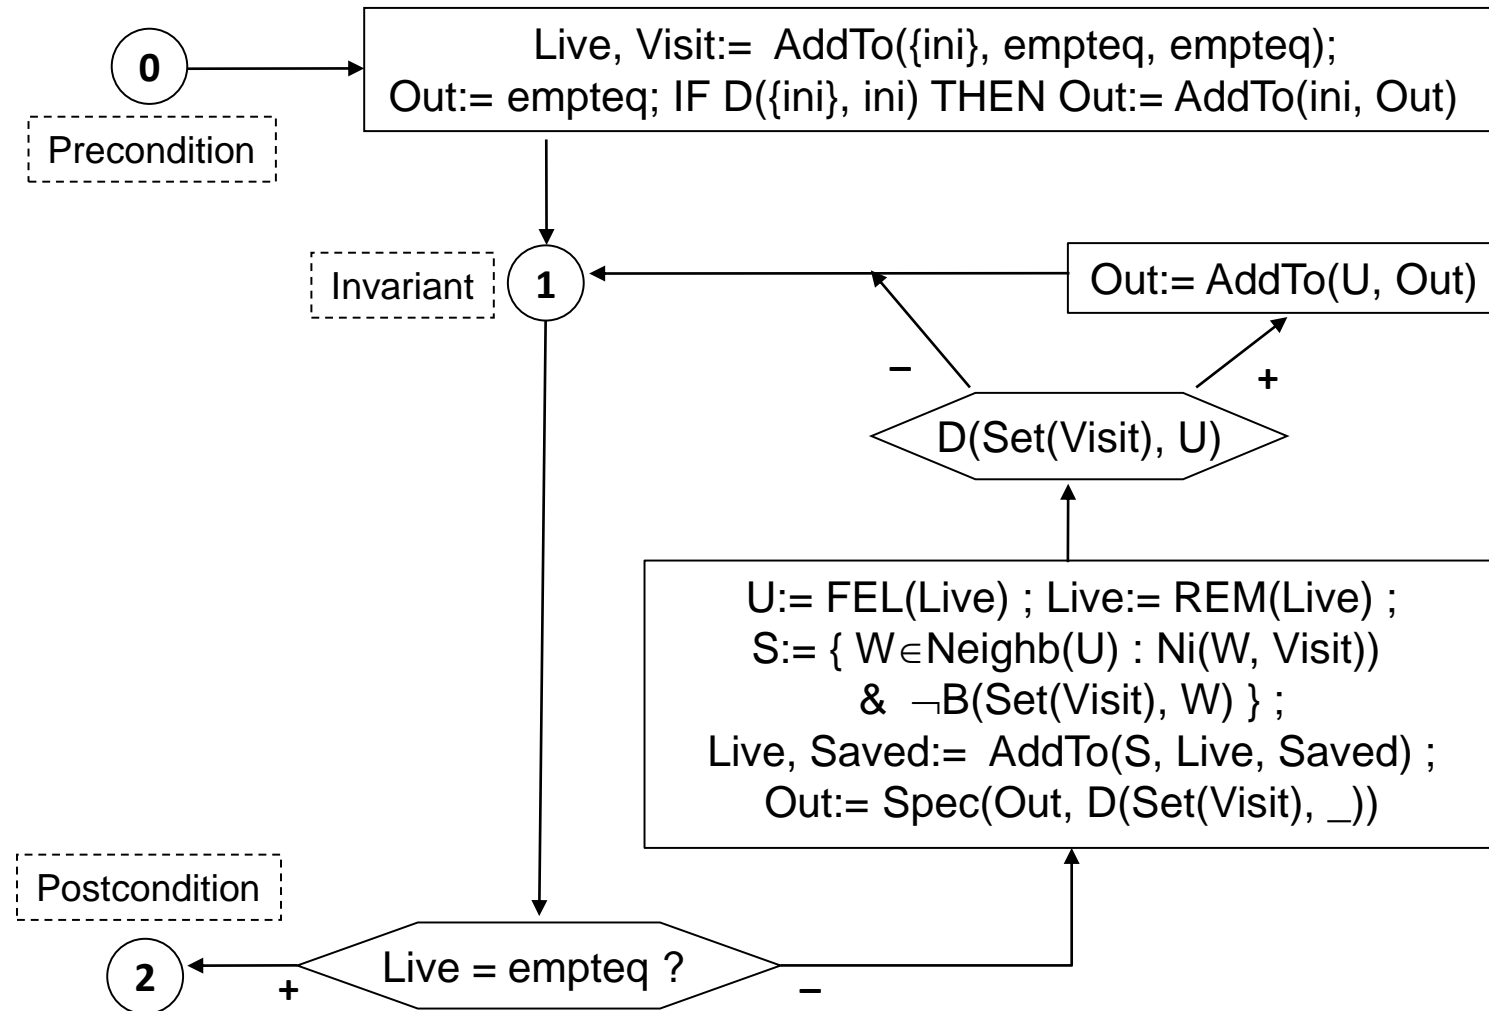 0
Live, Visit:= AddTo({ini}, empteq, empteq);
Out:= empteq; IF D({ini}, ini) THEN Out:= AddTo(ini, Out)
Precondition
Invariant
1
Out:= AddTo(U, Out)
–
+
D(Set(Visit), U)
U:= FEL(Live) ; Live:= REM(Live) ;
S:= { W∈Neighb(U) : Ni(W, Visit))
& ¬B(Set(Visit), W) } ;
Live, Saved:= AddTo(S, Live, Saved) ;
Out:= Spec(Out, D(Set(Visit), _))
Postcondition
2
+
Live = empteq ?
–